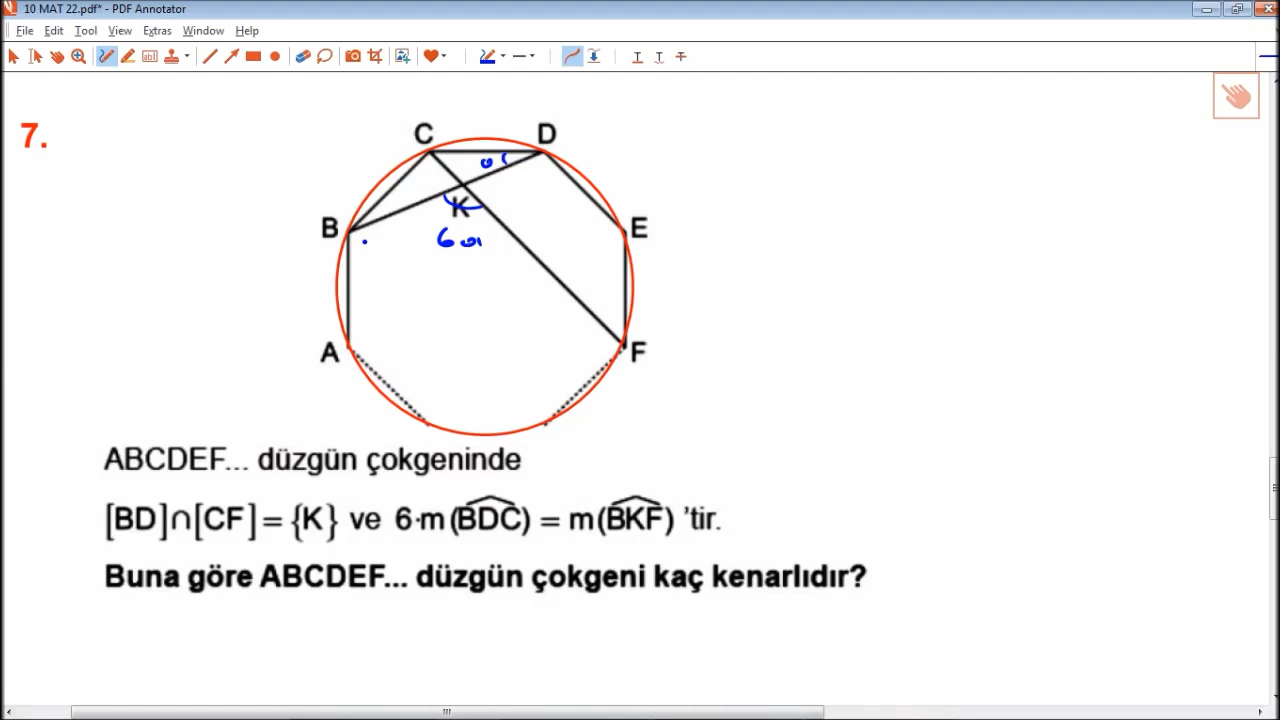 10 MAT 22.pdf* - PDF Annotator
File Edit Tool View Extras Window Help
7.
C D
α
B K E
6α
A F
ABCDEF... düzgün çokgeninde
[BD]∩[CF] = {K} ve 6·m(BDC) = m(BKF) 'tir.
Buna göre ABCDEF... düzgün çokgeni kaç kenarlıdır?